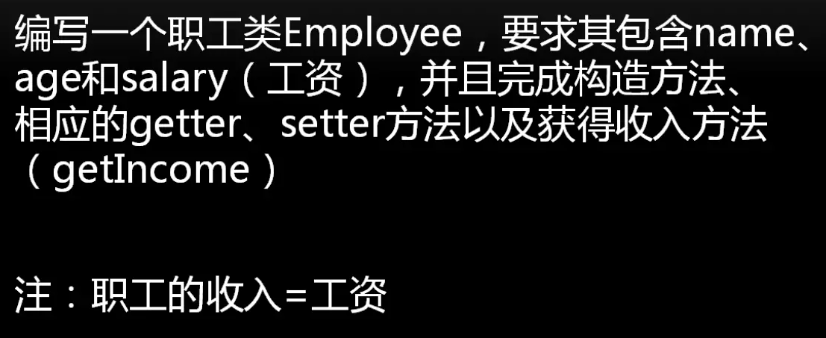 编写一个职工类Employee，要求其包含name、
age和salary（工资），并且完成构造方法、
相应的getter、setter方法以及获得收入方法
（getIncome）
注：职工的收入=工资